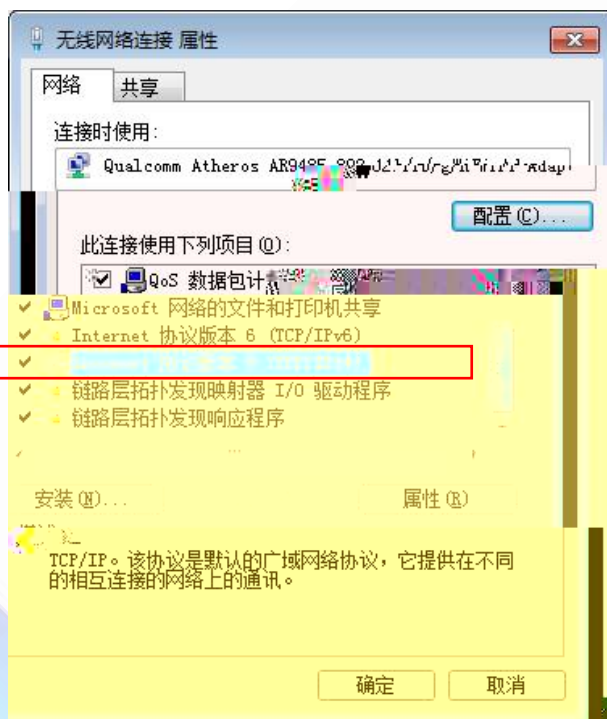 无线网络连接 属性
网络
共享
连接时使用:
Qualcomm Atheros
配置(C)...
此连接使用下列项目(O):
QoS 数据包计
Microsoft 网络的文件和打印机共享
Internet 协议版本 6 (TCP/IPv6)
链路层拓扑发现映射器 I/O 驱动程序
链路层拓扑发现响应程序
安装(N)...
属性(R)
TCP/IP。该协议是默认的广域网络协议，它提供在不同
的相互连接的网络上的通讯。
确定
取消